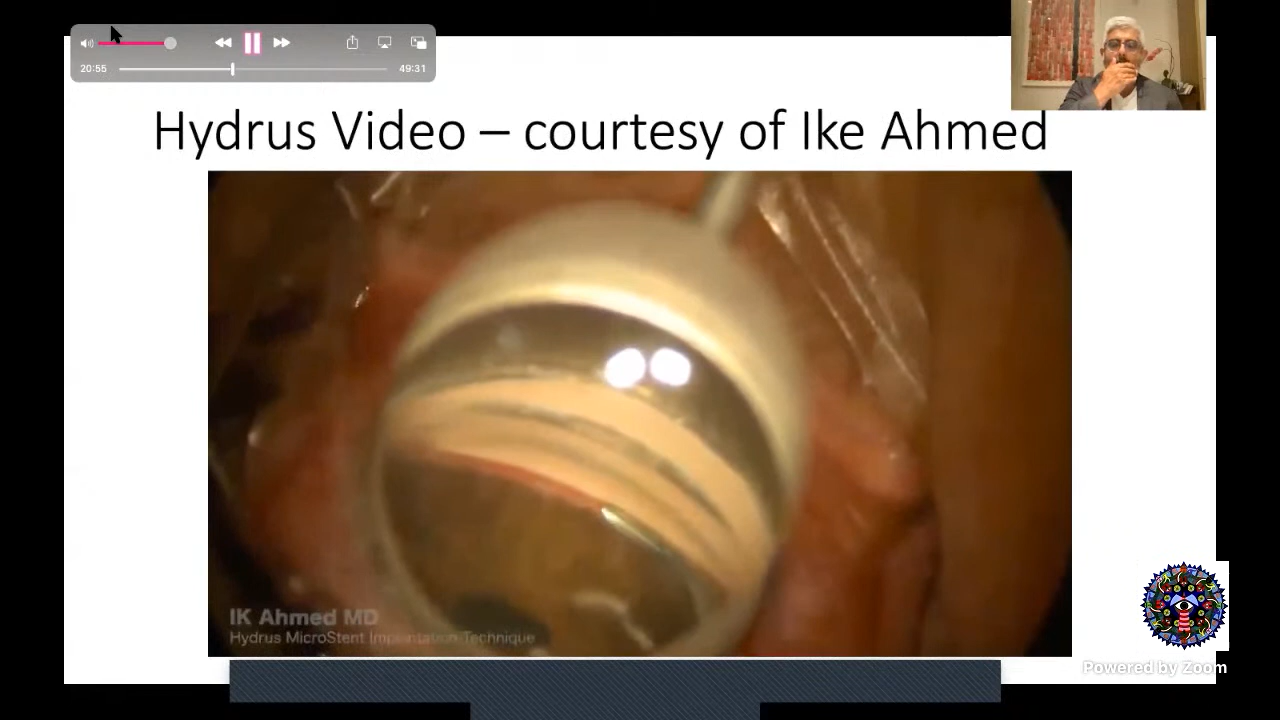 20:55
49:31
Hydrus Video – courtesy of Ike Ahmed
IK Ahmed MD
Hydrus MicroStent Implantation Technique
Powered by Zoom